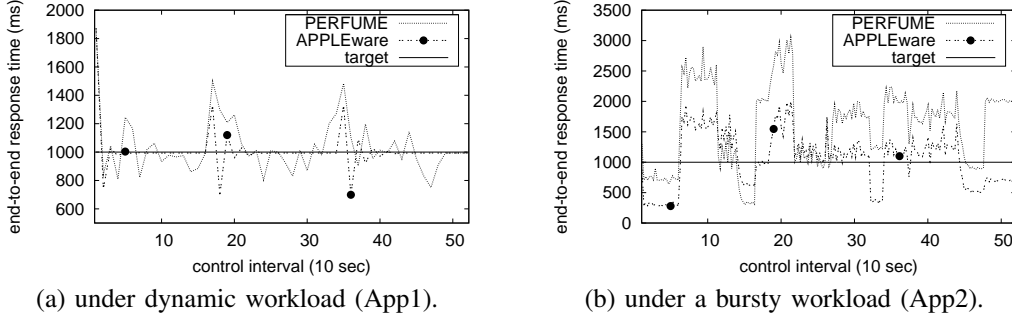 2000
1800
1600
1400
1200
1000
800
600
end-to-end response time (ms)
PERFUME
APPLEware
target
10 20 30 40 50
control interval (10 sec)
(a) under dynamic workload (App1).
3500
3000
2500
2000
1500
1000
500
0
end-to-end response time (ms)
PERFUME
APPLEware
target
10 20 30 40 50
control interval (10 sec)
(b) under a bursty workload (App2).